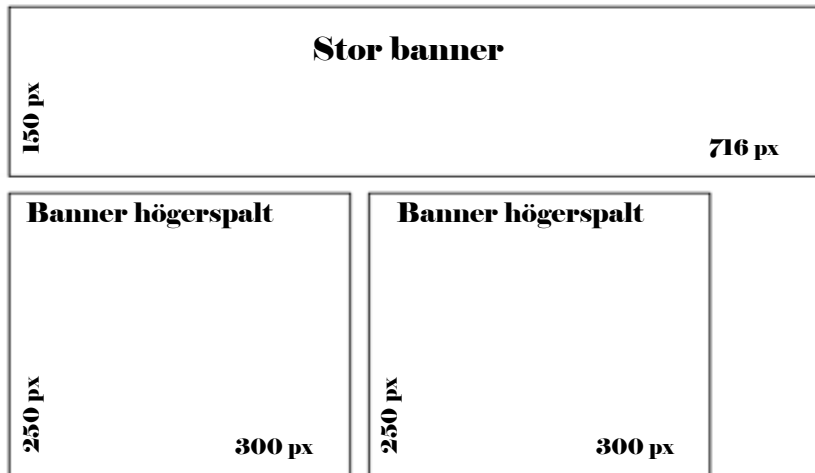 Stor banner
150 px
716 px
Banner högerspalt
250 px
300 px
Banner högerspalt
250 px
300 px